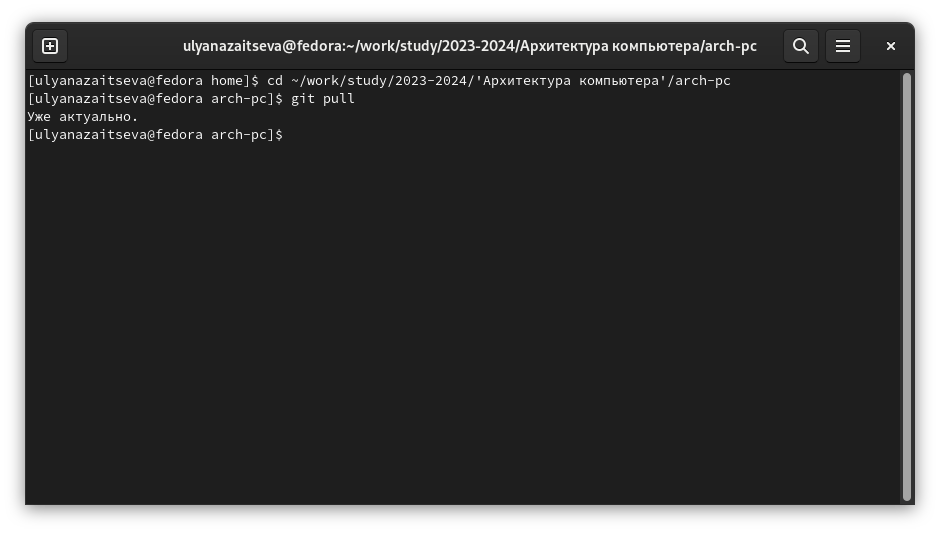 ulyanazaitseva@fedora:~/work/study/2023-2024/Архитектура компьютера/arch-pc
[ulyanazaitseva@fedora home]$ cd ~/work/study/2023-2024/'Архитектура компьютера'/arch-pc
[ulyanazaitseva@fedora arch-pc]$ git pull
Уже актуально.
[ulyanazaitseva@fedora arch-pc]$